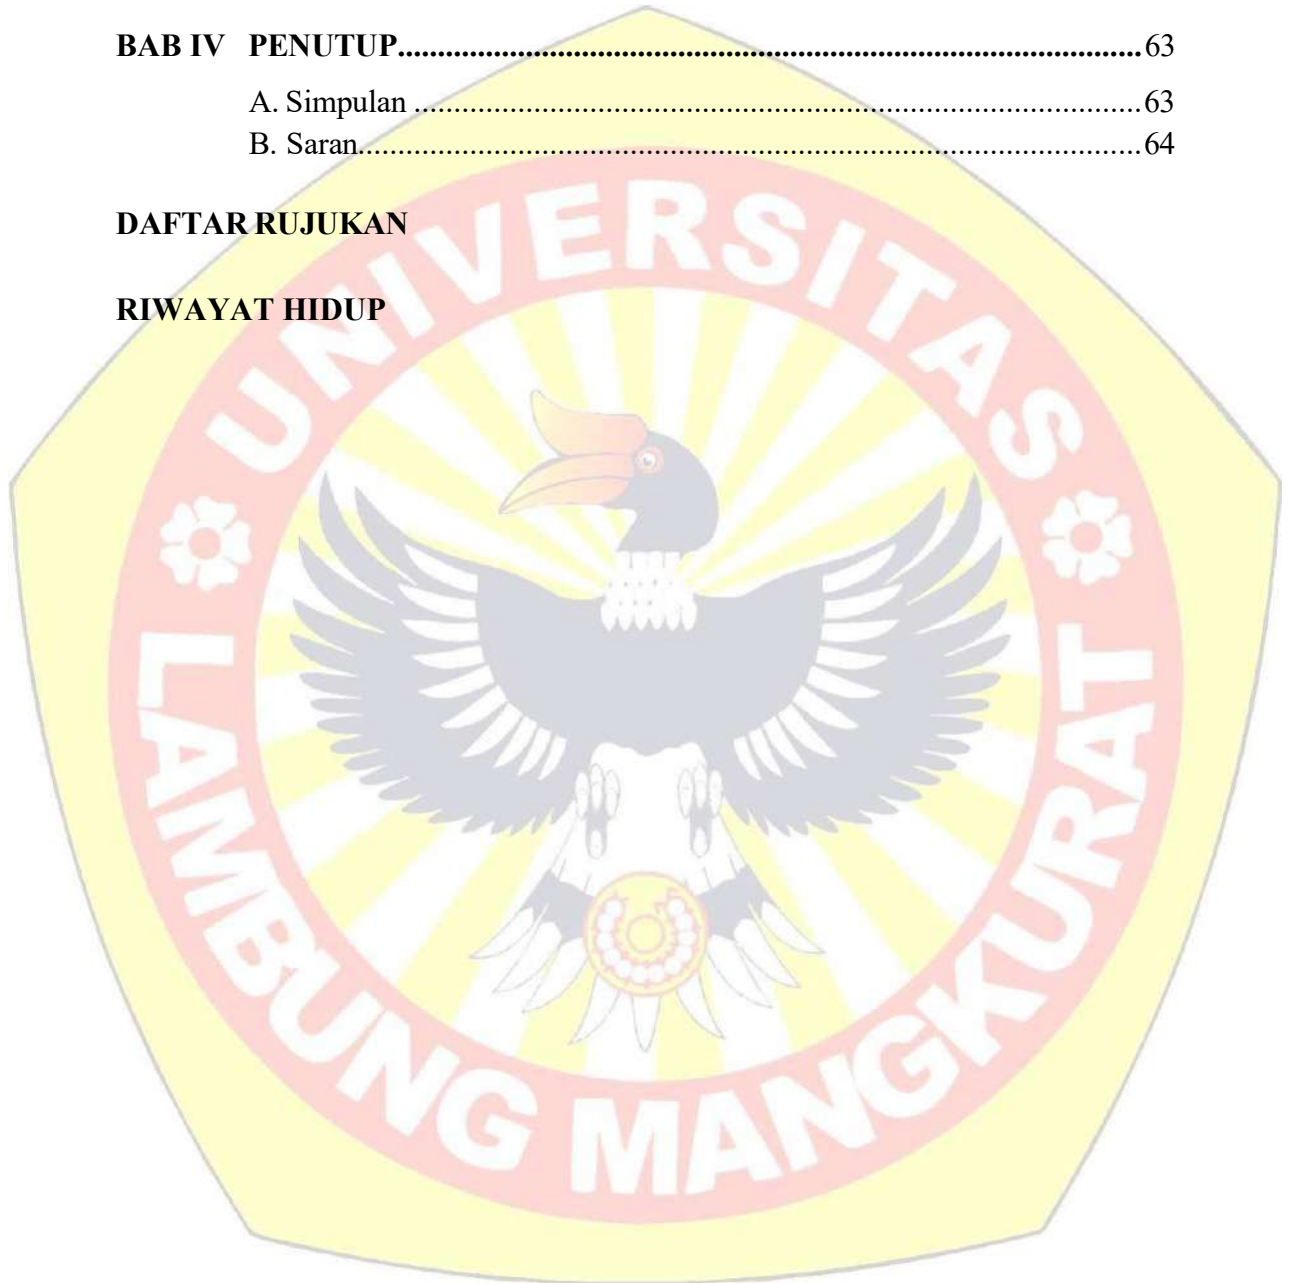 BAB IV PENUTUP.............................................................................................63
A. Simpulan ...........................................................................................63
B. Saran..................................................................................................64
DAFTAR RUJUKAN
RIWAYAT HIDUP
UNIVERSITAS
LAMBUNG MANGKURAT